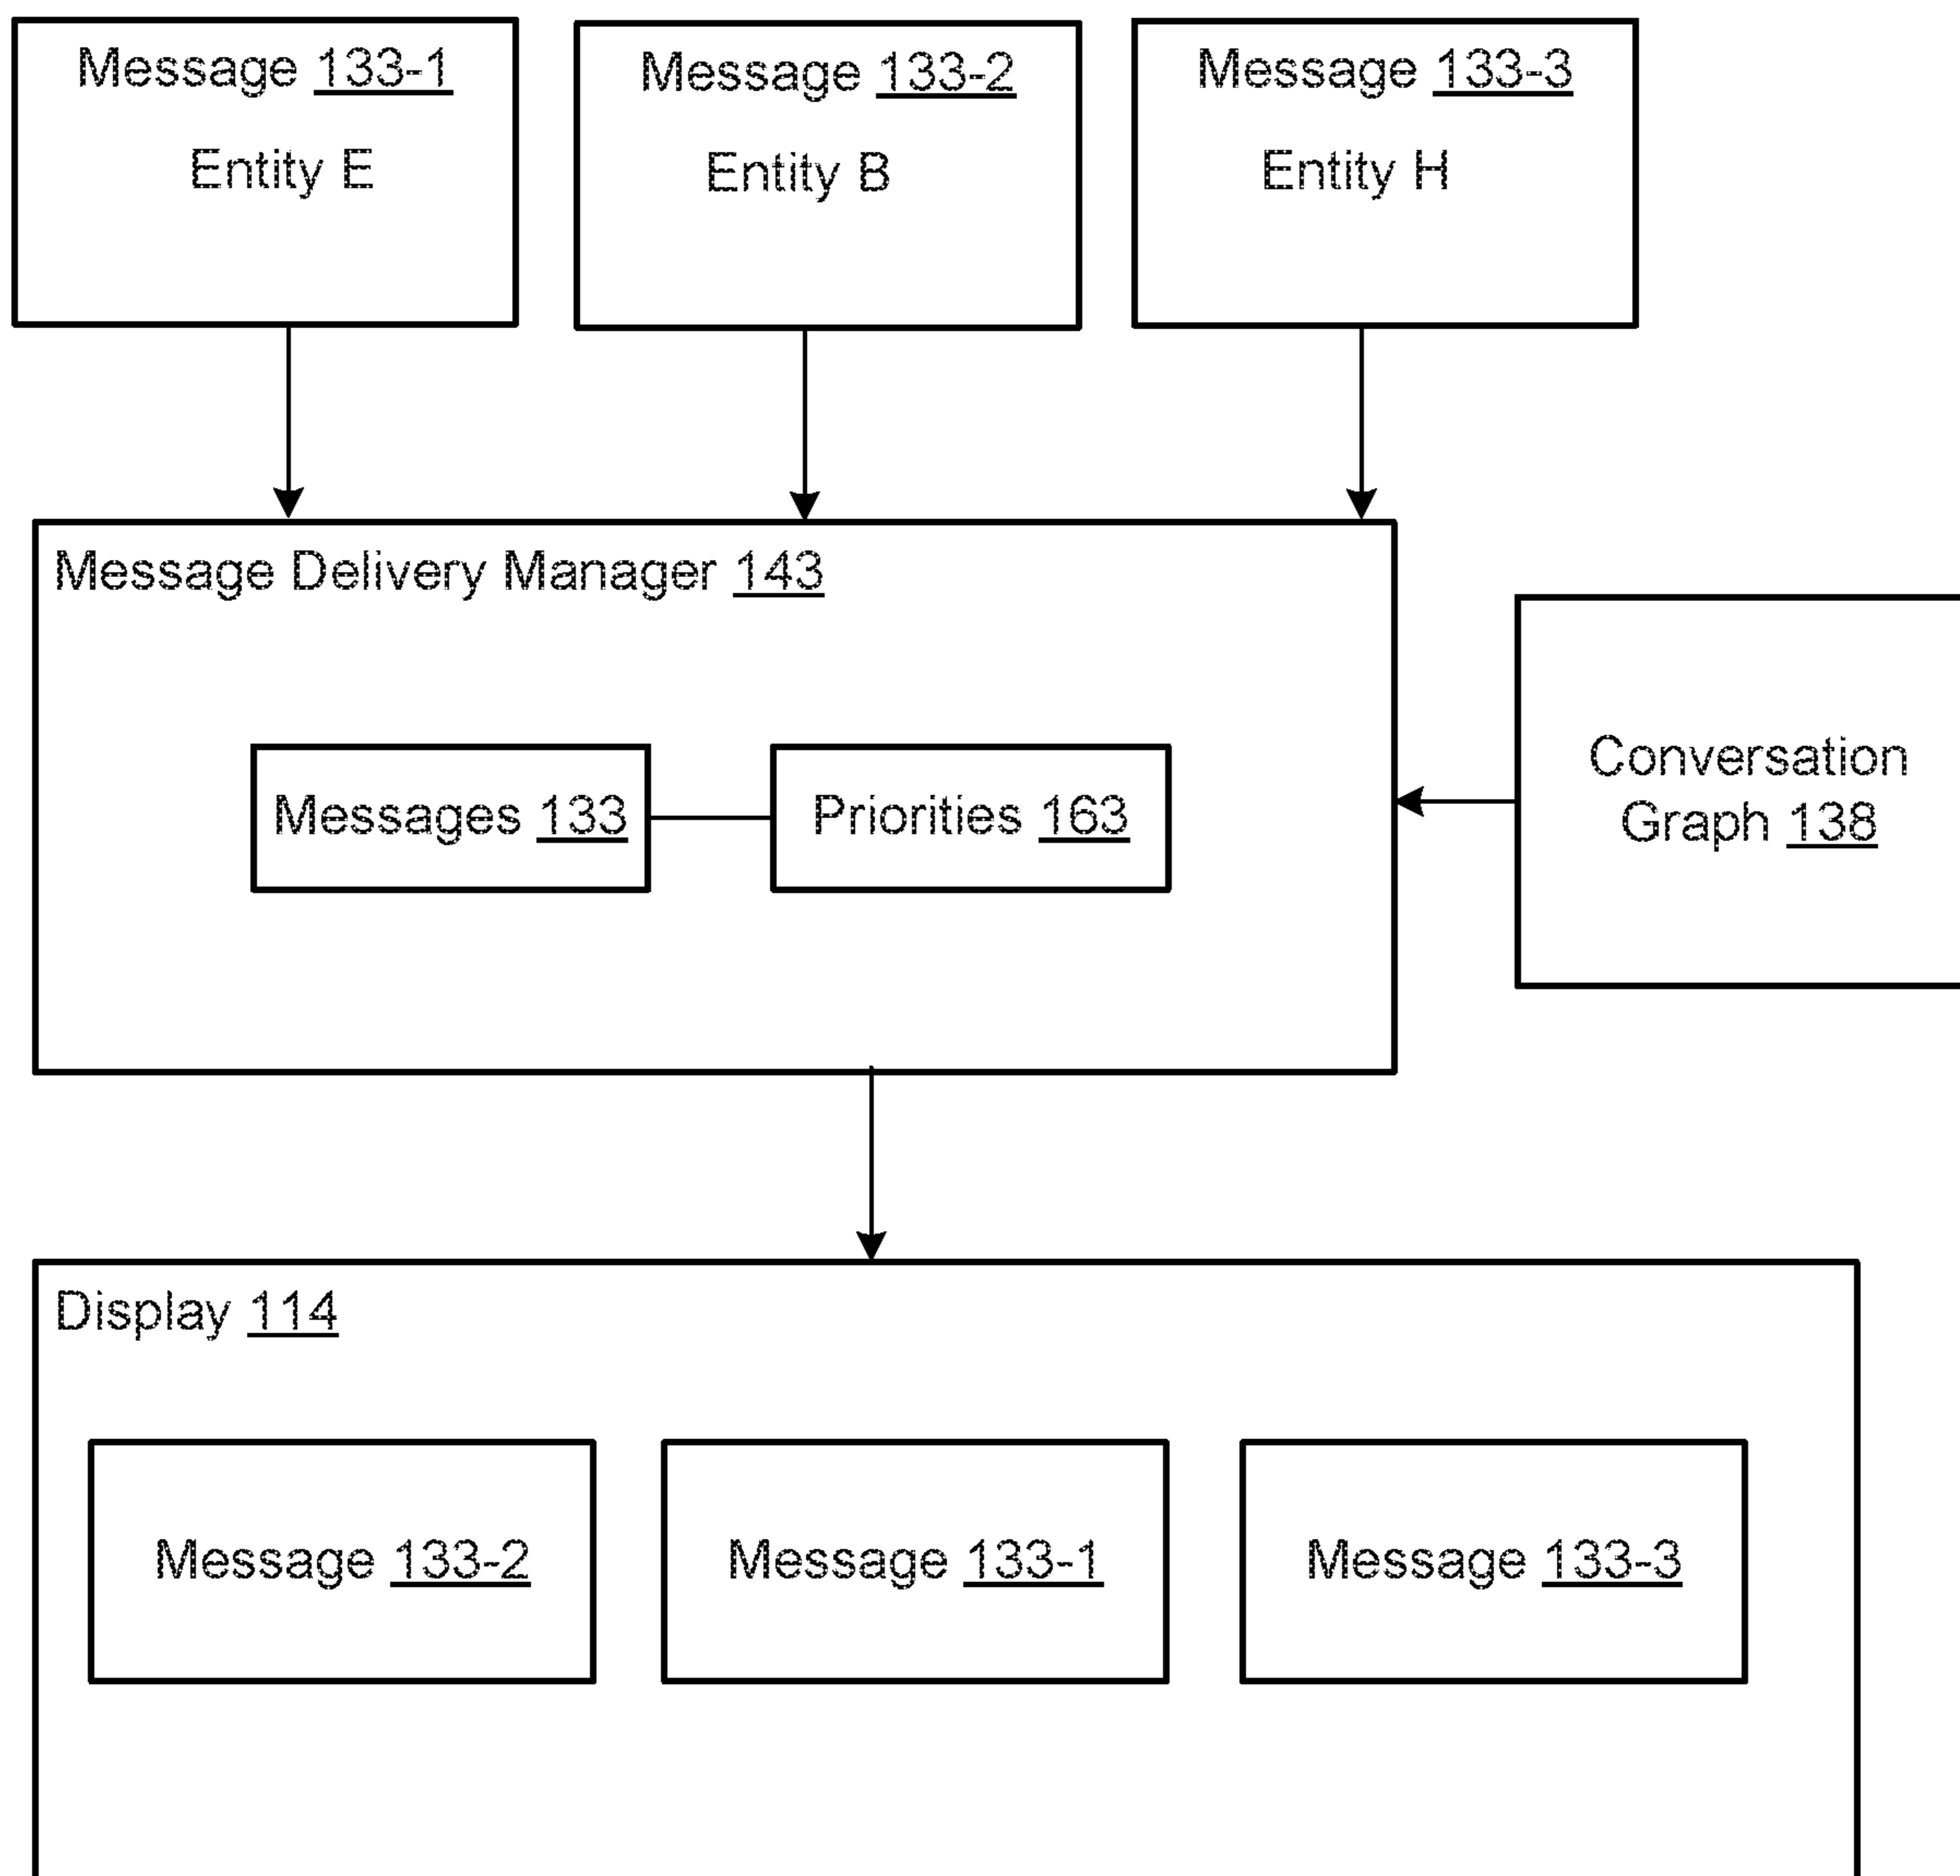 Message 133-1
Entity E
Message 133-2
Entity B
Message 133-3
Entity H
Message Delivery Manager 143
Messages 133
Priorities 163
Conversation
Graph 138
Display 114
Message 133-2
Message 133-1
Message 133-3